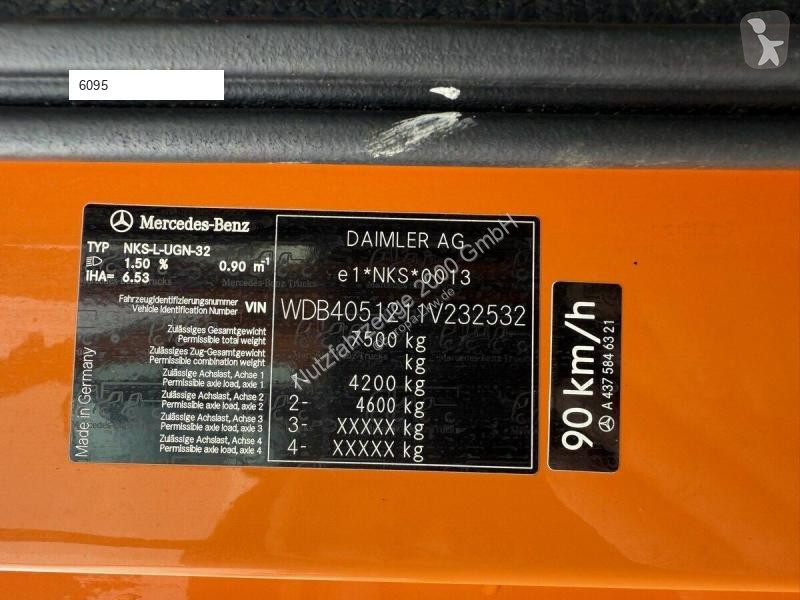 6095
Mercedes-Benz
TYP NKS-L-UGN-32
1.50 % 0.90 m⁻¹
IHA= 6.53
DAIMLER AG
e1*NKS*0013
Fahrzeugidentifizierungsnummer
Vehicle Identification Number VIN WDB4051211V232532
Zulässiges Gesamtgewicht
Permissible total weight 7500 kg
Zulässiges Zug-Gesamtgewicht
Permissible combination weight kg
Zulässige Achslast, Achse 1
Permissible axle load, axle 1 1- 4200 kg
Zulässige Achslast, Achse 2
Permissible axle load, axle 2 2- 4600 kg
Zulässige Achslast, Achse 3
Permissible axle load, axle 3 3- XXXXX kg
Zulässige Achslast, Achse 4
Permissible axle load, axle 4 4- XXXXX kg
Made in Germany
90 km/h
A 437 584 63 21
Nutzfahrzeuge 2000 GmbH